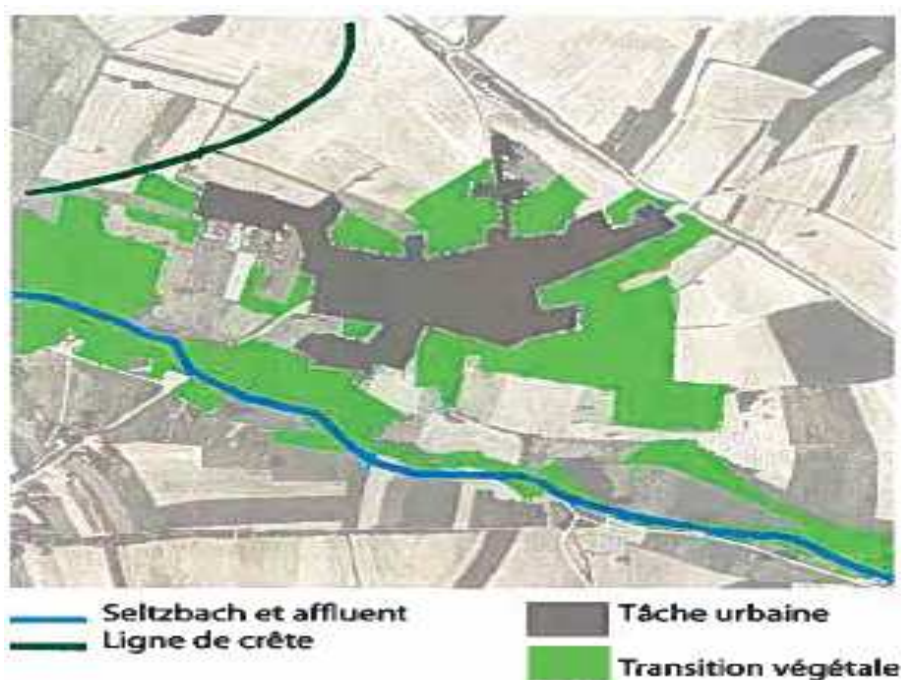 Seltzbach et affluent
Ligne de crête
Tâche urbaine
Transition végétale